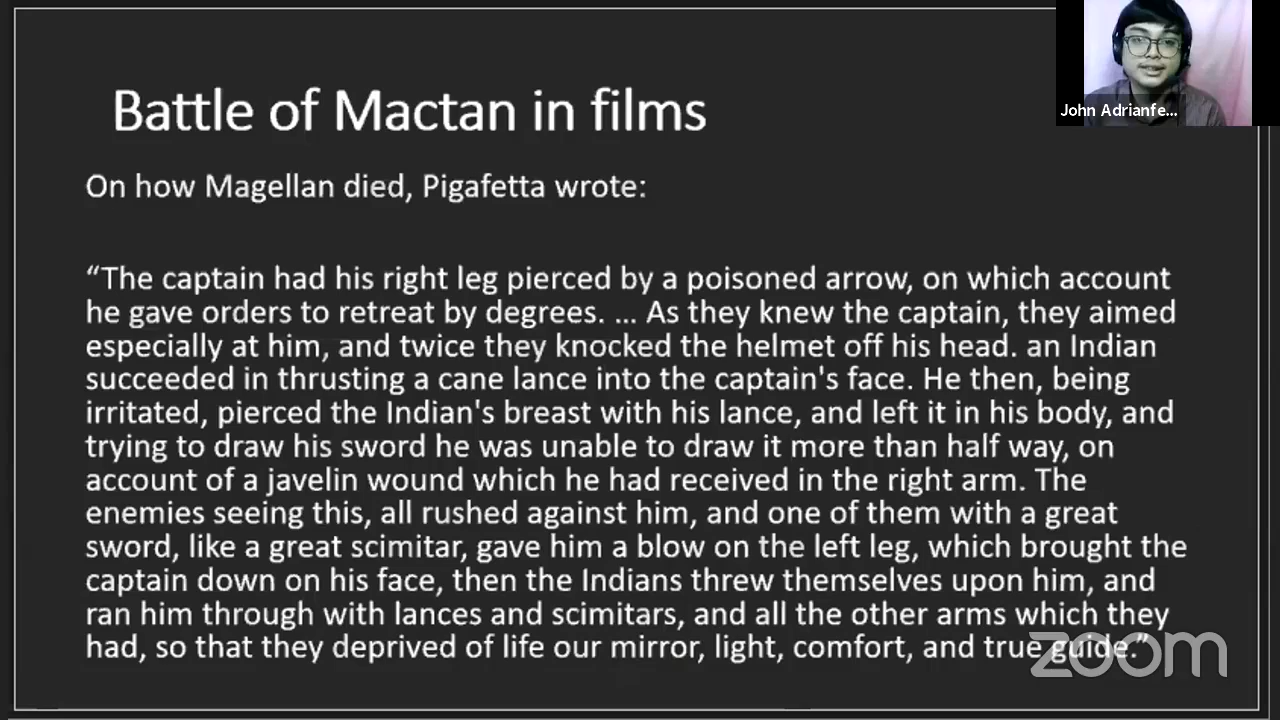 Battle of Mactan in films
John Adrianfe...
On how Magellan died, Pigafetta wrote:
“The captain had his right leg pierced by a poisoned arrow, on which account
he gave orders to retreat by degrees. ... As they knew the captain, they aimed
especially at him, and twice they knocked the helmet off his head. an Indian
succeeded in thrusting a cane lance into the captain's face. He then, being
irritated, pierced the Indian's breast with his lance, and left it in his body, and
trying to draw his sword he was unable to draw it more than half way, on
account of a javelin wound which he had received in the right arm. The
enemies seeing this, all rushed against him, and one of them with a great
sword, like a great scimitar, gave him a blow on the left leg, which brought the
captain down on his face, then the Indians threw themselves upon him, and
ran him through with lances and scimitars, and all the other arms which they
had, so that they deprived of life our mirror, light, comfort, and true guide.”
zoom